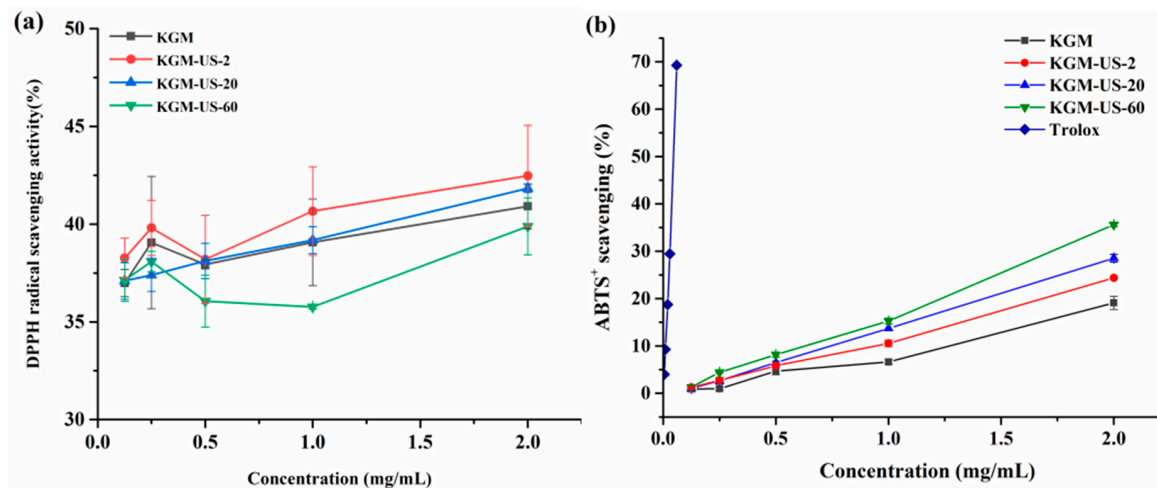 (a)
KGM
KGM-US-2
KGM-US-20
KGM-US-60
DPPH radical scavenging activity(%)
50
45
40
35
30
0.0
0.5
1.0
1.5
2.0
Concentration (mg/mL)
(b)
KGM
KGM-US-2
KGM-US-20
KGM-US-60
Trolox
ABTS⁺ scavenging (%)
70
60
50
40
30
20
10
0
0.0
0.5
1.0
1.5
2.0
Concentration (mg/mL)